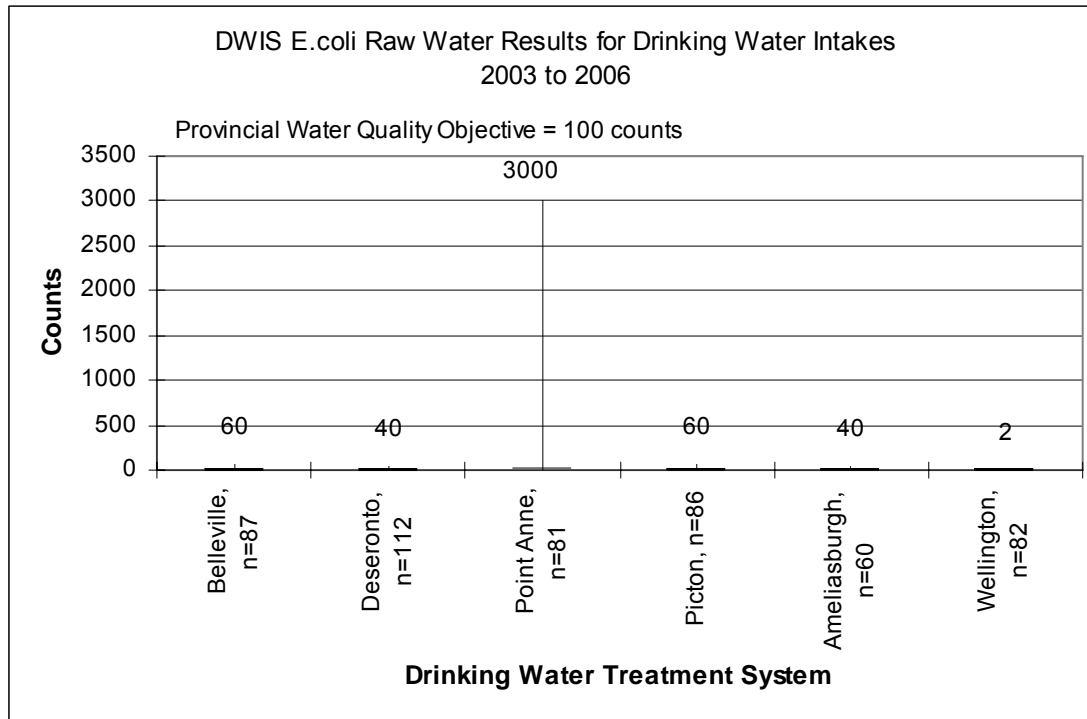 DWIS E.coli Raw Water Results for Drinking Water Intakes
2003 to 2006
Provincial Water Quality Objective = 100 counts
3500
3000
2500
2000
1500
1000
500
0
Counts
60
40
3000
60
40
2
Belleville,
n=87
Deseronto,
n=112
Point Anne,
n=81
Picton, n=86
Ameliasburgh,
n=60
Wellington,
n=82
Drinking Water Treatment System